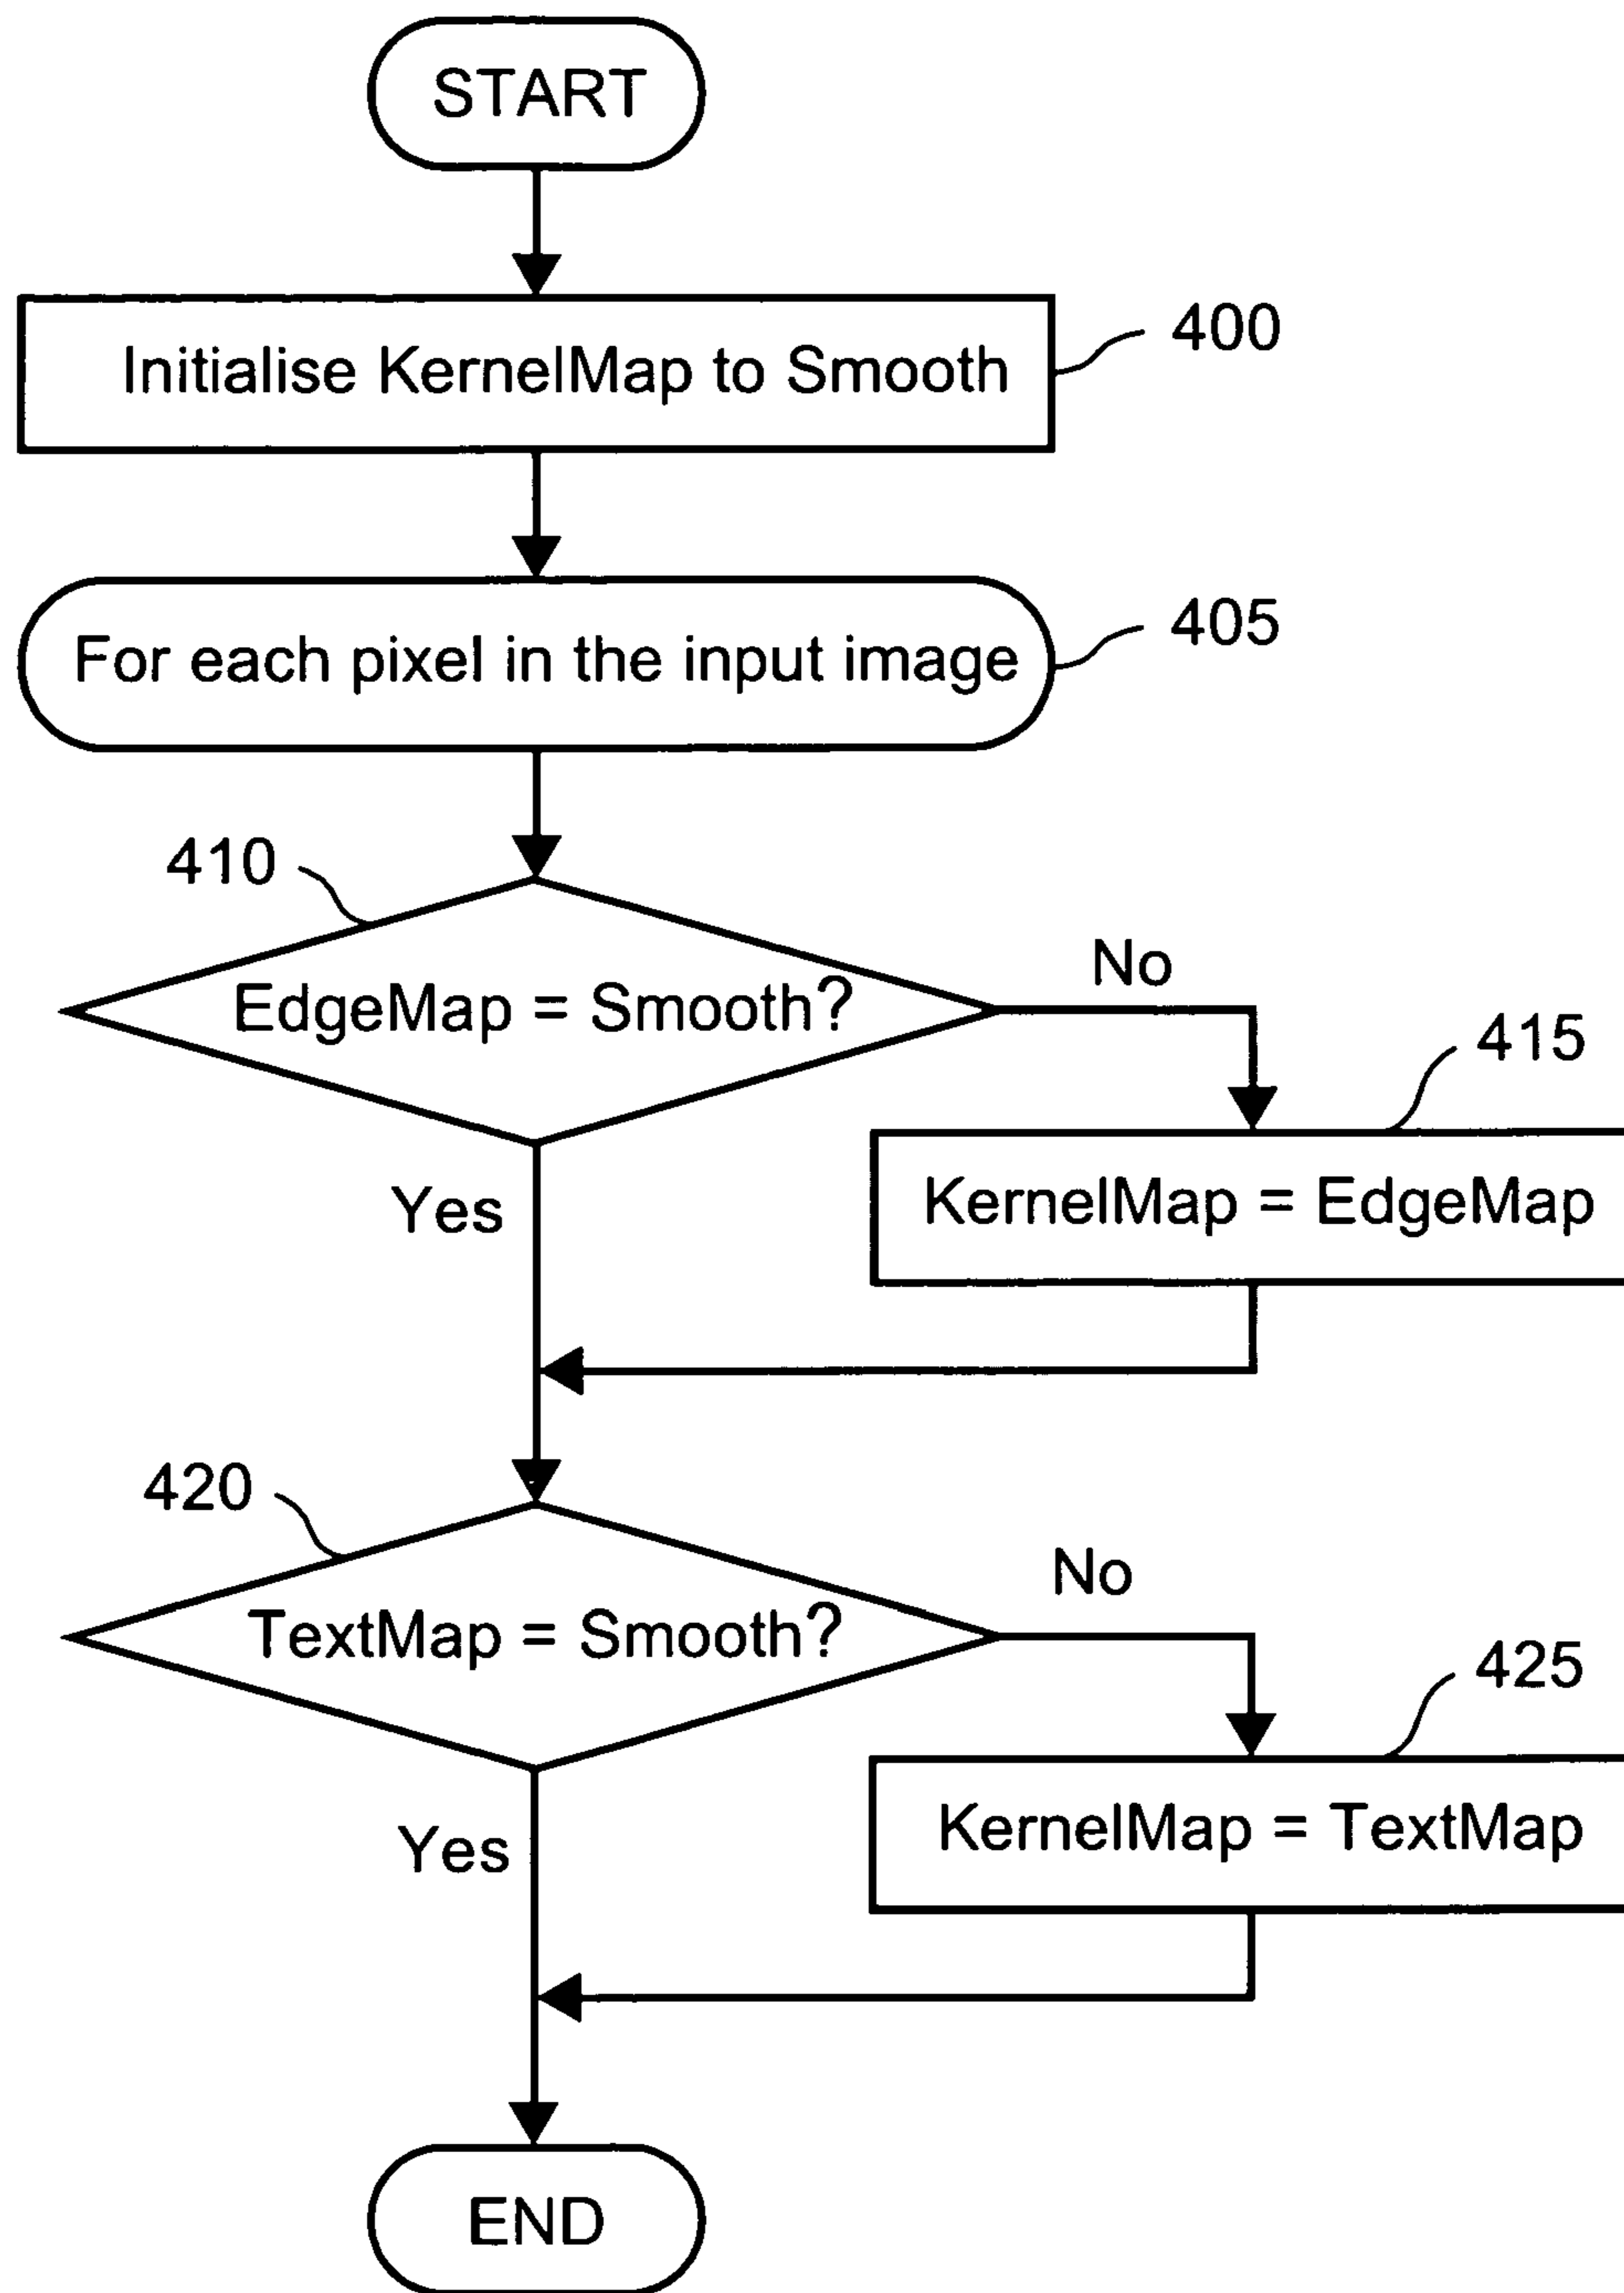 START
Initialise KernelMap to Smooth
400
For each pixel in the input image
405
410
EdgeMap = Smooth?
No
415
KernelMap = EdgeMap
Yes
420
TextMap = Smooth?
No
425
KernelMap = TextMap
Yes
END